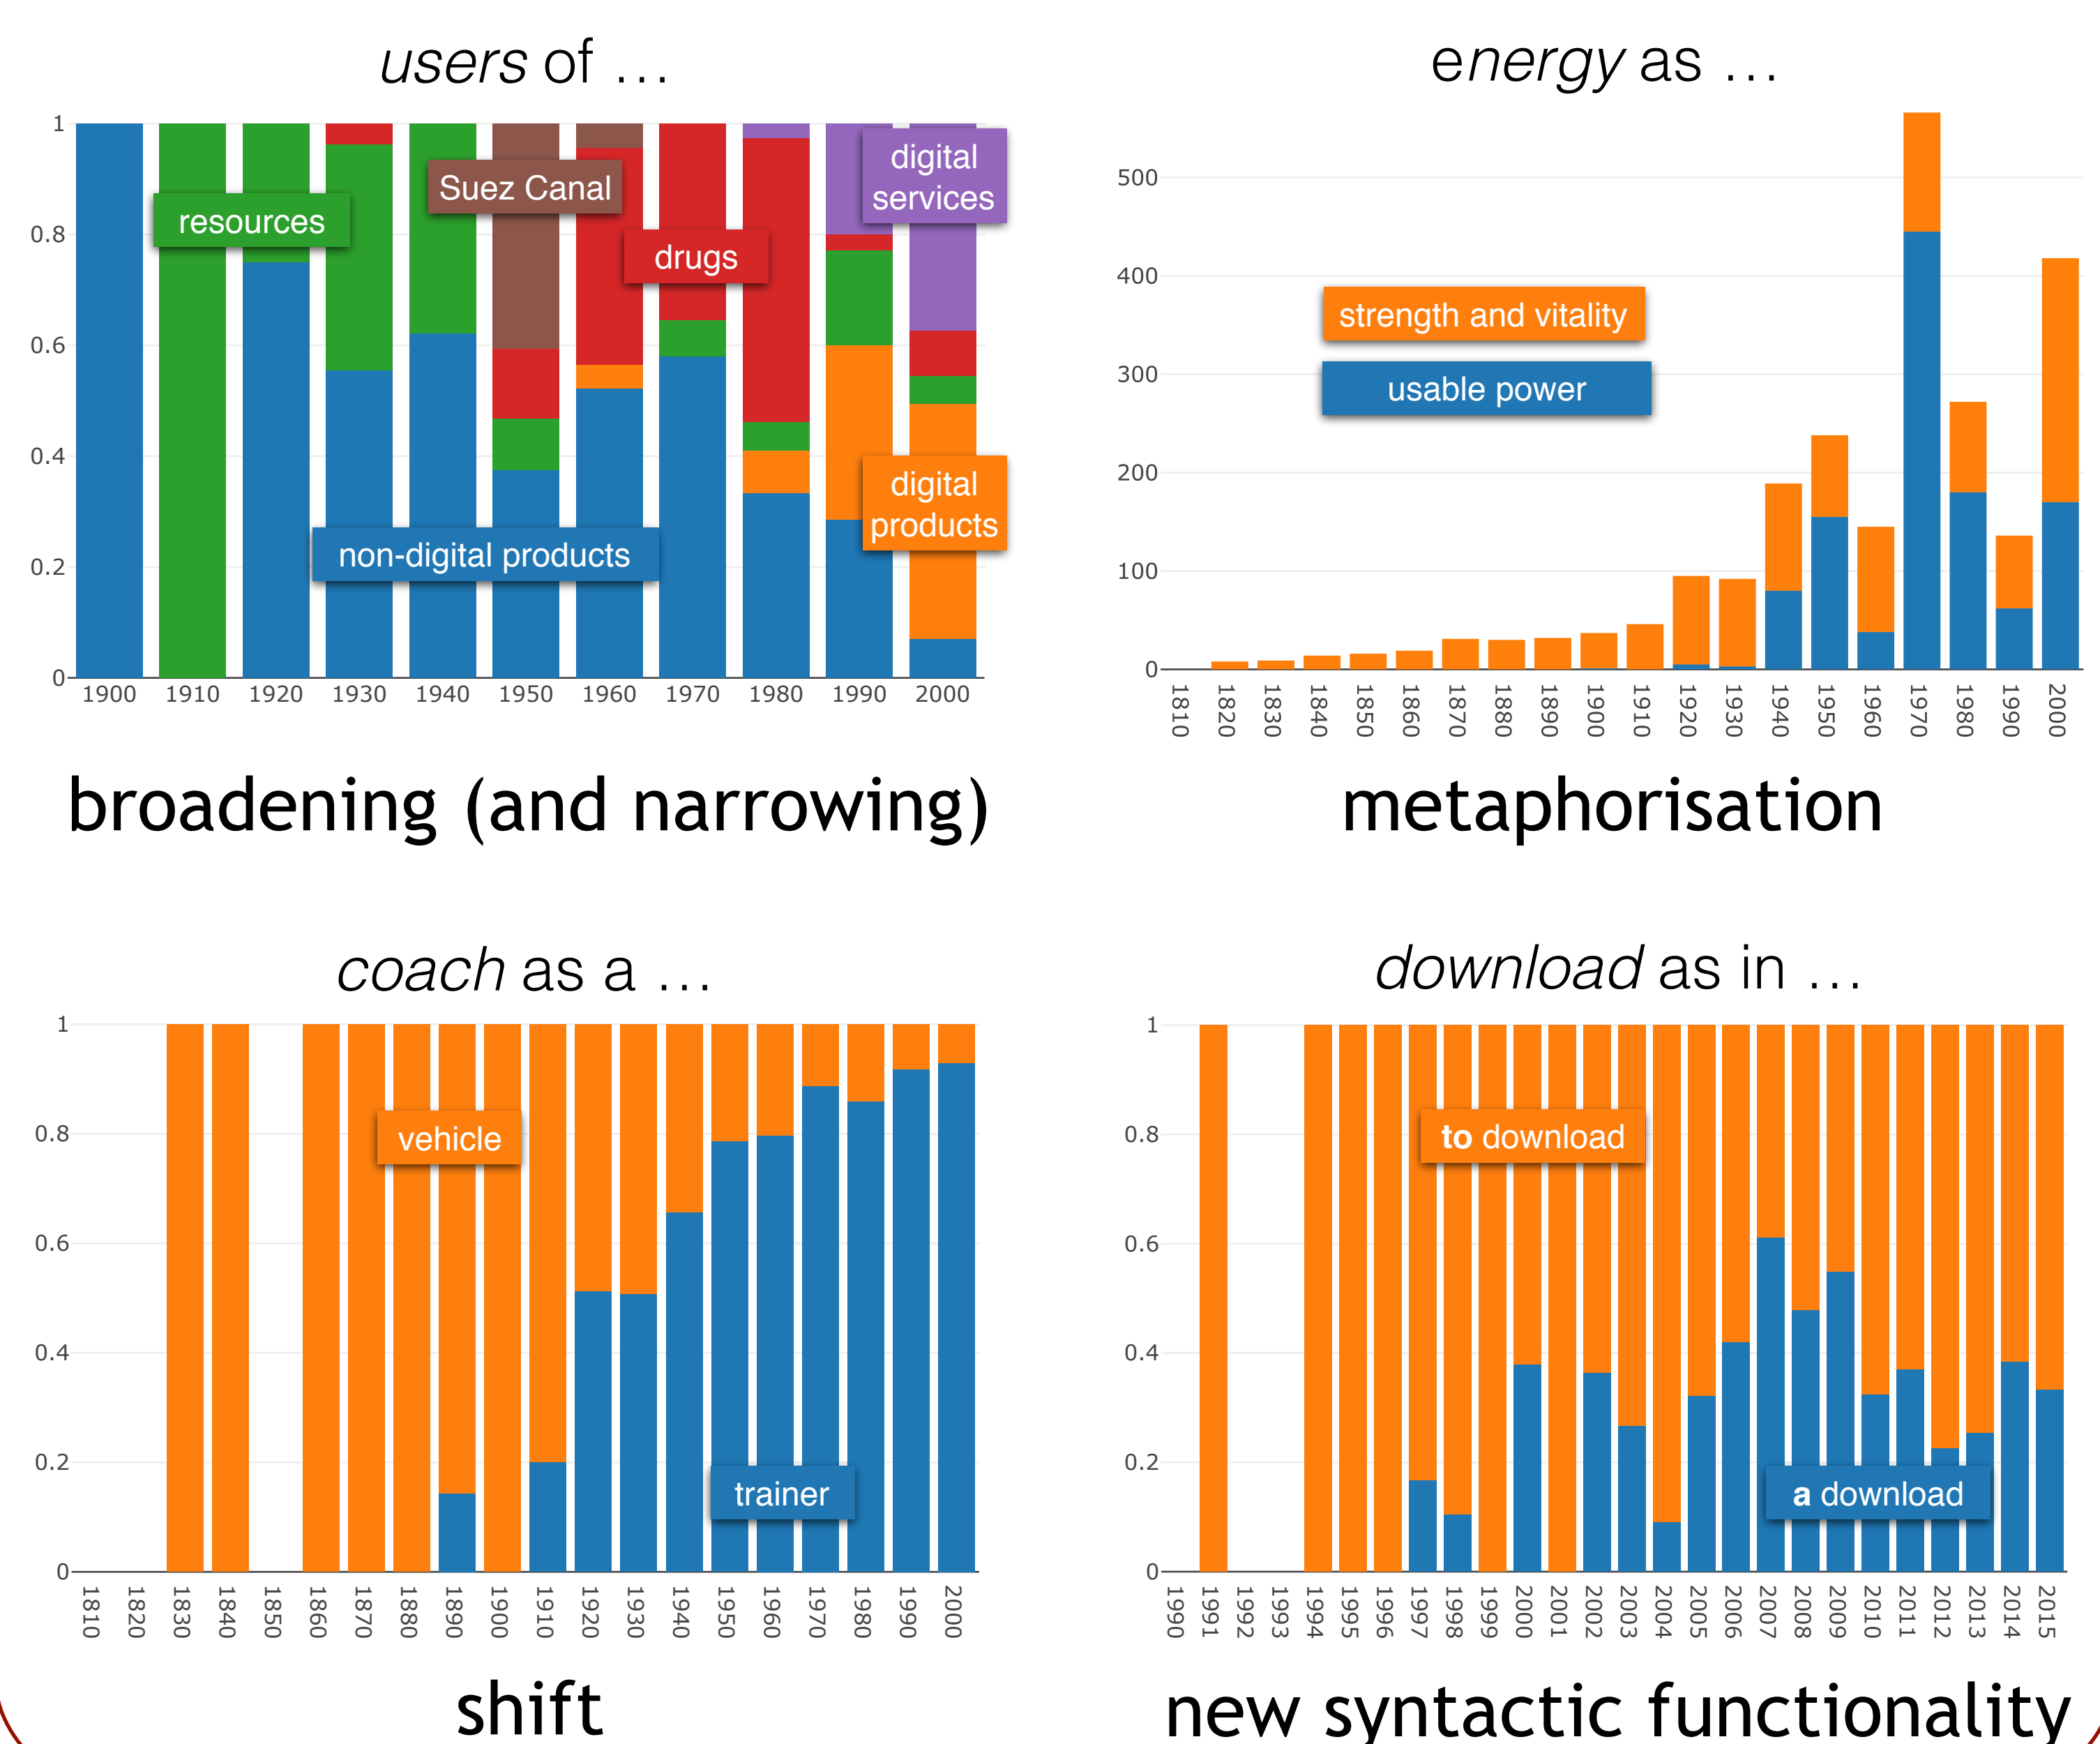 users of …
1
0.8
0.6
0.4
0.2
0
resources
Suez Canal
drugs
digital
services
digital
products
non-digital products
1900 1910 1920 1930 1940 1950 1960 1970 1980 1990 2000
broadening (and narrowing)
energy as …
500
400
300
200
100
0
strength and vitality
usable power
1810 1820 1830 1840 1850 1860 1870 1880 1890 1900 1910 1920 1930 1940 1950 1960 1970 1980 1990 2000
metaphorisation
coach as a …
1
0.8
0.6
0.4
0.2
0
vehicle
trainer
1810 1820 1830 1840 1850 1860 1870 1880 1890 1900 1910 1920 1930 1940 1950 1960 1970 1980 1990 2000
shift
download as in …
1
0.8
0.6
0.4
0.2
0
to download
a download
1990 1991 1992 1993 1994 1995 1996 1997 1998 1999 2000 2001 2002 2003 2004 2005 2006 2007 2008 2009 2010 2011 2012 2013 2014 2015
new syntactic functionality